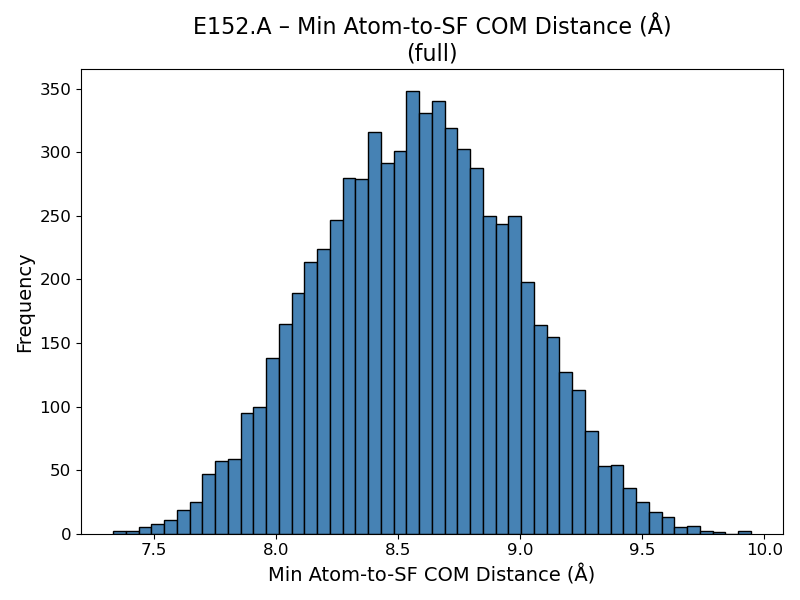 E152.A – Min Atom-to-SF COM Distance (Å)
(full)
Frequency
350
300
250
200
150
100
50
0
7.5 8.0 8.5 9.0 9.5 10.0
Min Atom-to-SF COM Distance (Å)